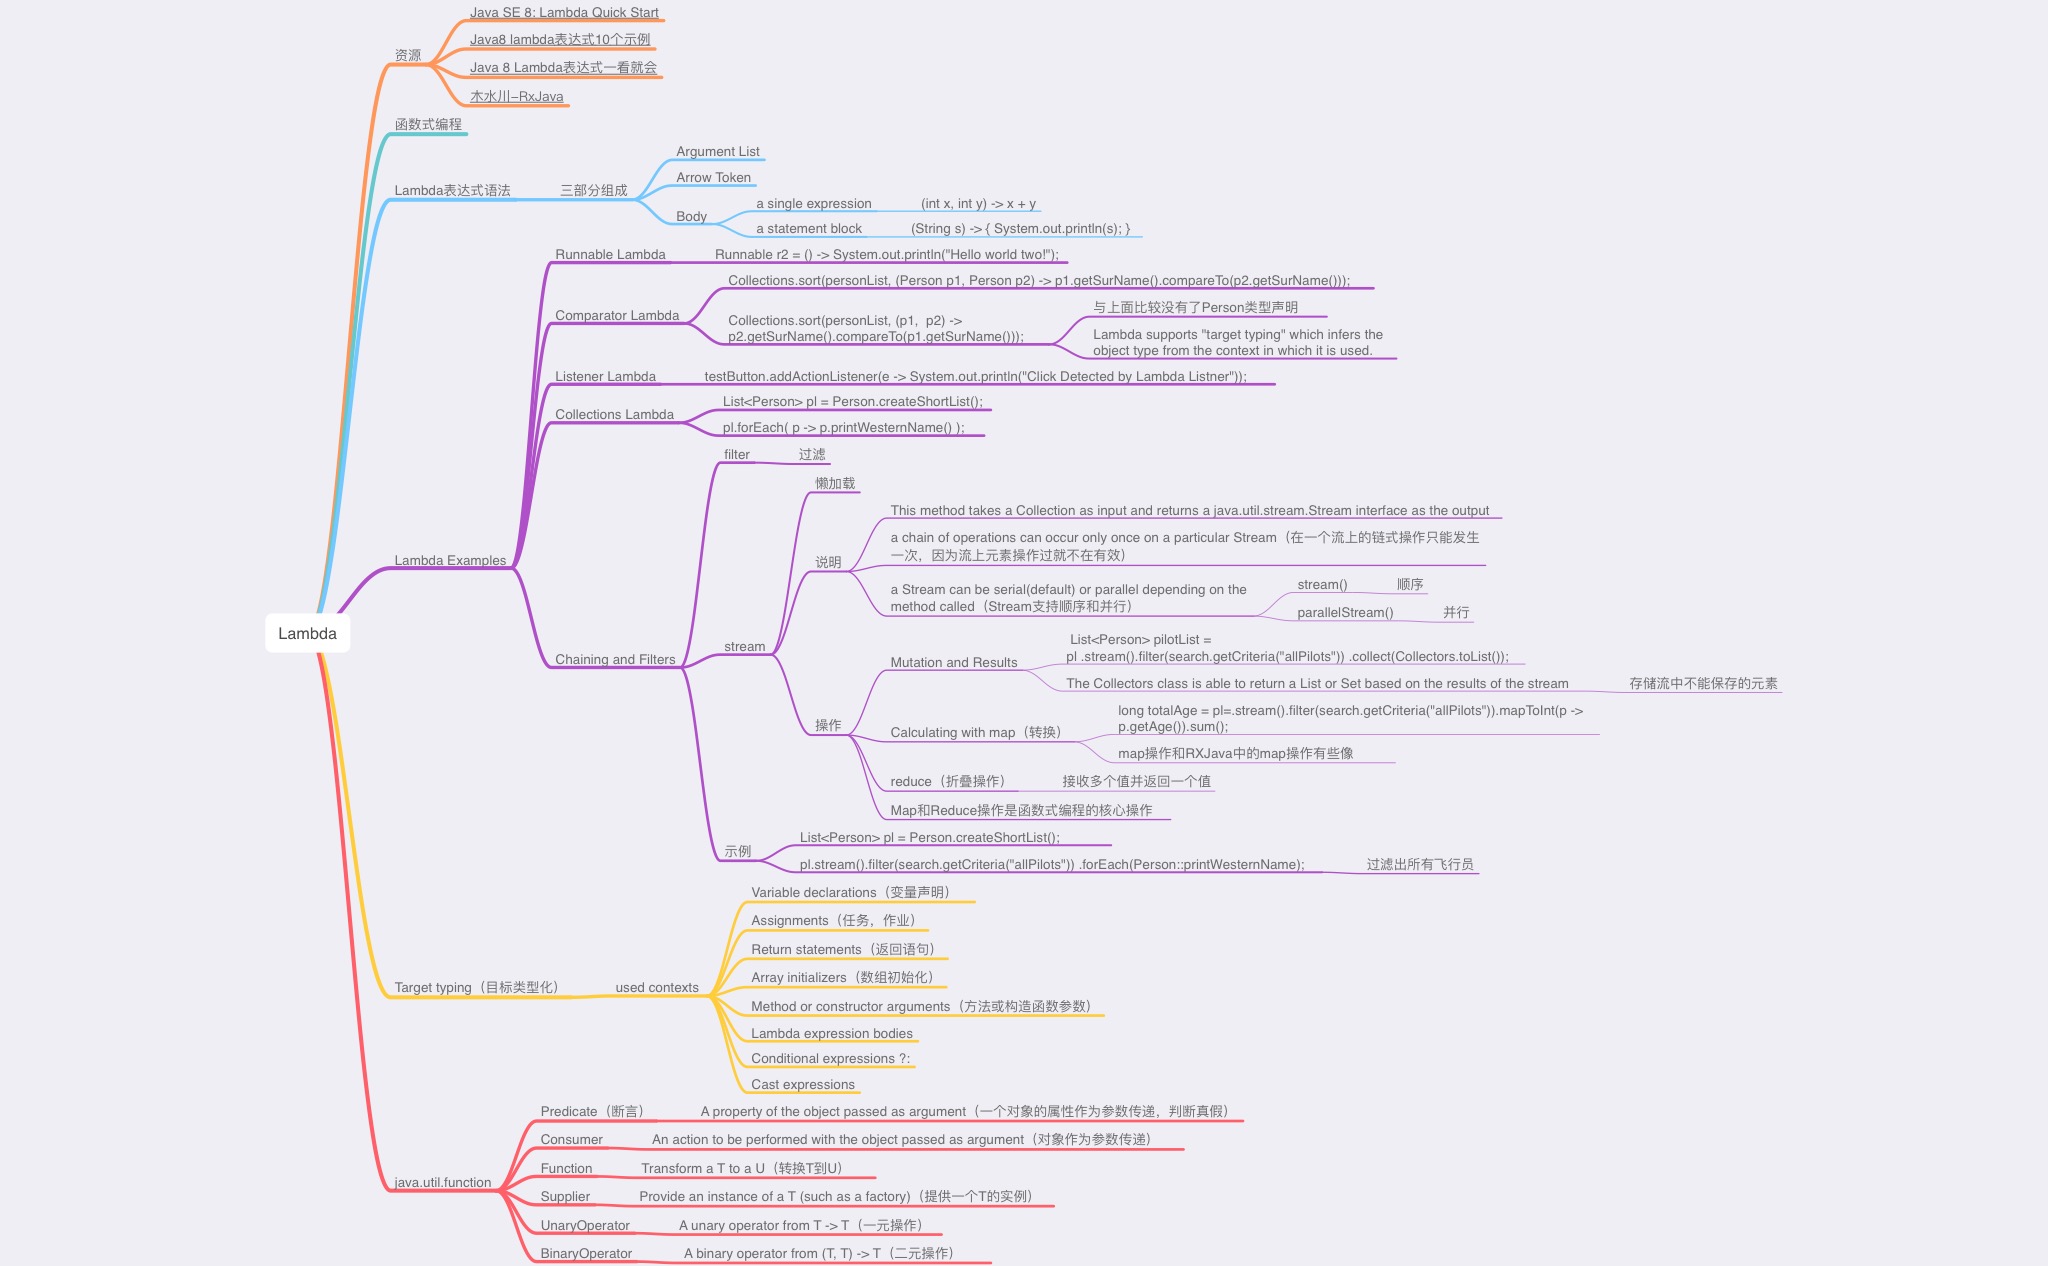 Java SE 8: Lambda Quick Start
Java8 lambda表达式10个示例
资源
Java 8 Lambda表达式一看就会
木水川–RxJava
函数式编程
Argument List
Arrow Token
Lambda表达式语法
三部分组成
a single expression
(int x, int y) -> x + y
Body
a statement block
(String s) -> { System.out.println(s); }
Runnable Lambda
Runnable r2 = () -> System.out.println("Hello world two!");
Collections.sort(personList, (Person p1, Person p2) -> p1.getSurName().compareTo(p2.getSurName()));
Comparator Lambda
Collections.sort(personList, (p1,  p2) ->
p2.getSurName().compareTo(p1.getSurName()));
与上面比较没有了Person类型声明
Lambda supports "target typing" which infers the
object type from the context in which it is used.
Listener Lambda
testButton.addActionListener(e -> System.out.println("Click Detected by Lambda Listner"));
Collections Lambda
List<Person> pl = Person.createShortList();
pl.forEach( p -> p.printWesternName() );
Lambda Examples
Chaining and Filters
filter
过滤
stream
懒加载
说明
This method takes a Collection as input and returns a java.util.stream.Stream interface as the output
a chain of operations can occur only once on a particular Stream（在一个流上的链式操作只能发生
一次，因为流上元素操作过就不在有效）
a Stream can be serial(default) or parallel depending on the
method called（Stream支持顺序和并行）
stream()
顺序
parallelStream()
并行
操作
Mutation and Results
List<Person> pilotList =
pl .stream().filter(search.getCriteria("allPilots")) .collect(Collectors.toList());
The Collectors class is able to return a List or Set based on the results of the stream
存储流中不能保存的元素
Calculating with map（转换）
long totalAge = pl=.stream().filter(search.getCriteria("allPilots")).mapToInt(p ->
p.getAge()).sum();
map操作和RXJava中的map操作有些像
reduce（折叠操作）
接收多个值并返回一个值
Map和Reduce操作是函数式编程的核心操作
示例
List<Person> pl = Person.createShortList();
pl.stream().filter(search.getCriteria("allPilots")) .forEach(Person::printWesternName);
过滤出所有飞行员
Lambda
Target typing（目标类型化）
used contexts
Variable declarations（变量声明）
Assignments（任务，作业）
Return statements（返回语句）
Array initializers（数组初始化）
Method or constructor arguments（方法或构造函数参数）
Lambda expression bodies
Conditional expressions ?:
Cast expressions
java.util.function
Predicate（断言）
A property of the object passed as argument（一个对象的属性作为参数传递，判断真假）
Consumer
An action to be performed with the object passed as argument（对象作为参数传递）
Function
Transform a T to a U（转换T到U）
Supplier
Provide an instance of a T (such as a factory)（提供一个T的实例）
UnaryOperator
A unary operator from T -> T（一元操作）
BinaryOperator
A binary operator from (T, T) -> T（二元操作）